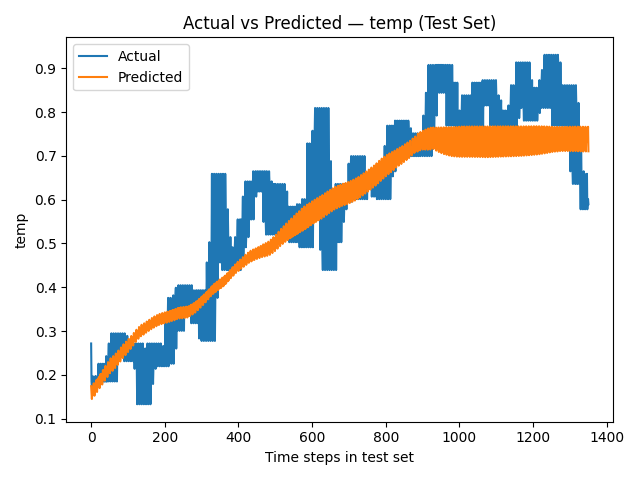 Actual vs Predicted — temp (Test Set)
Actual
Predicted
temp
0.9
0.8
0.7
0.6
0.5
0.4
0.3
0.2
0.1
0 200 400 600 800 1000 1200 1400
Time steps in test set